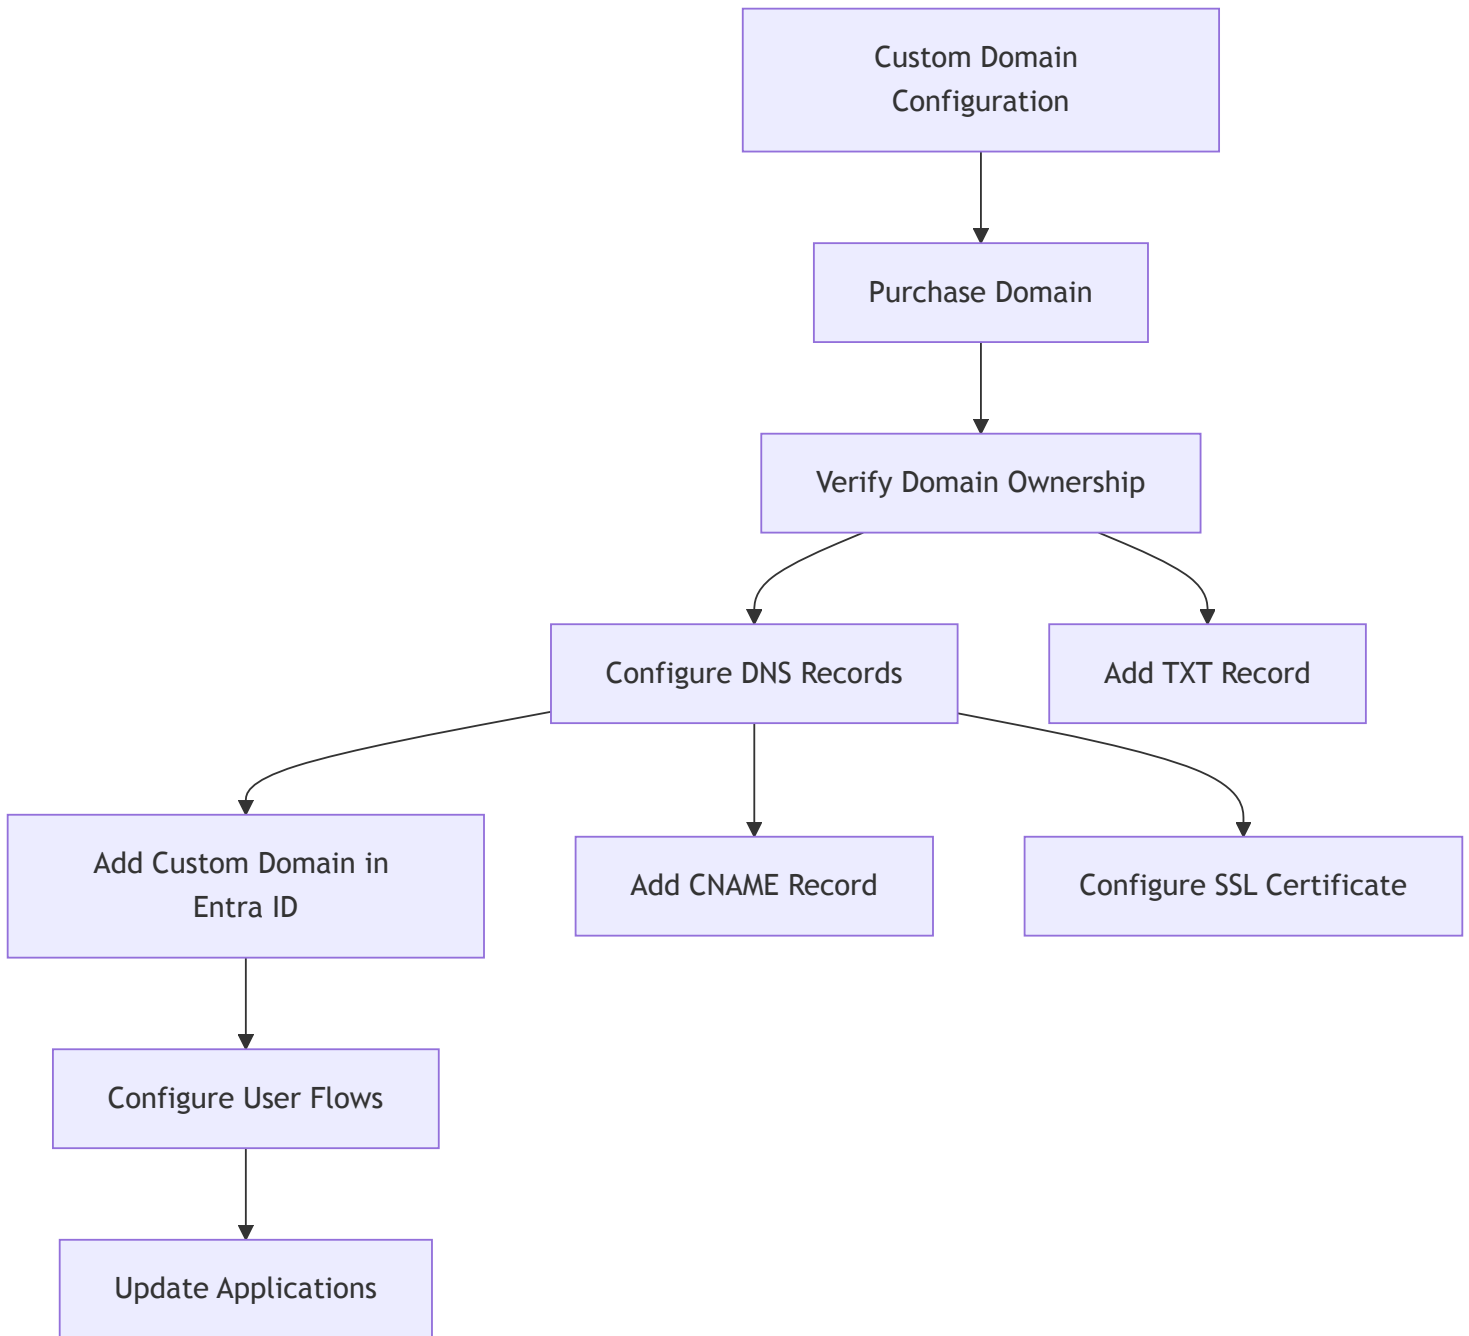 Custom Domain
Configuration
Purchase Domain
Verify Domain Ownership
Configure DNS Records
Add TXT Record
Add Custom Domain in
Entra ID
Add CNAME Record
Configure SSL Certificate
Configure User Flows
Update Applications